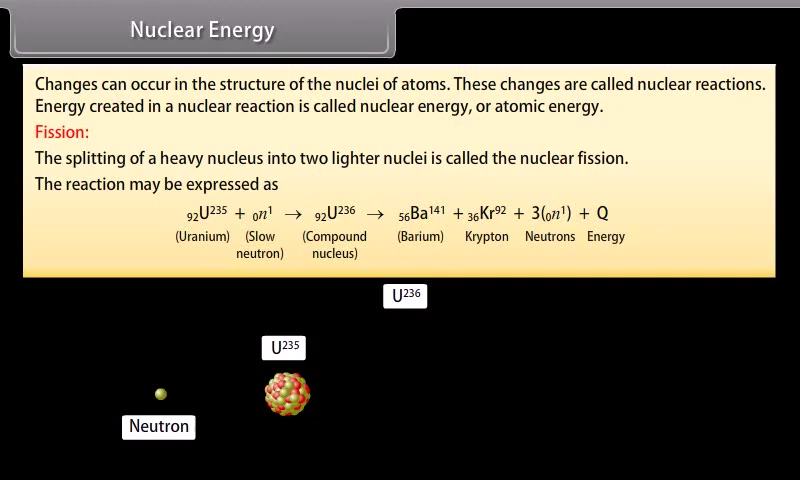 Nuclear Energy
Changes can occur in the structure of the nuclei of atoms. These changes are called nuclear reactions.
Energy created in a nuclear reaction is called nuclear energy, or atomic energy.
Fission:
The splitting of a heavy nucleus into two lighter nuclei is called the nuclear fission.
The reaction may be expressed as
₉₂U²³⁵ + ₀n¹ → ₉₂U²³⁶ → ₅₆Ba¹⁴¹ + ₃₆Kr⁹² + 3(₀n¹) + Q
(Uranium) (Slow neutron) (Compound nucleus) (Barium) Krypton Neutrons Energy
U²³⁶
U²³⁵
Neutron